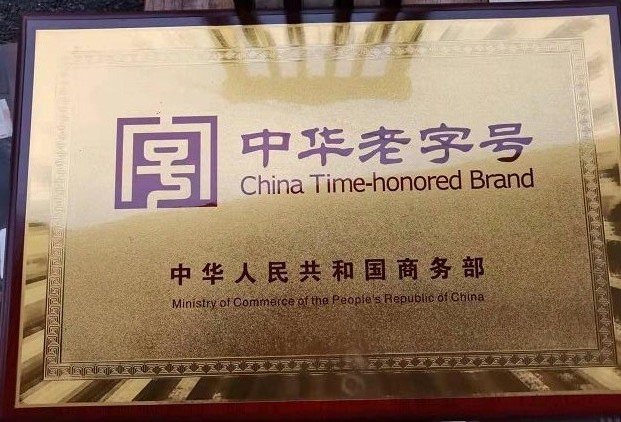 中华老字号
China Time-honored Brand
中华人民共和国商务部
Ministry of Commerce of the People's Republic of China